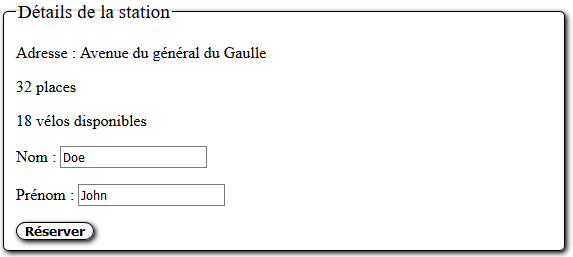 Détails de la station
Adresse : Avenue du général du Gaulle
32 places
18 vélos disponibles
Nom : Doe
Prénom : John
Réserver